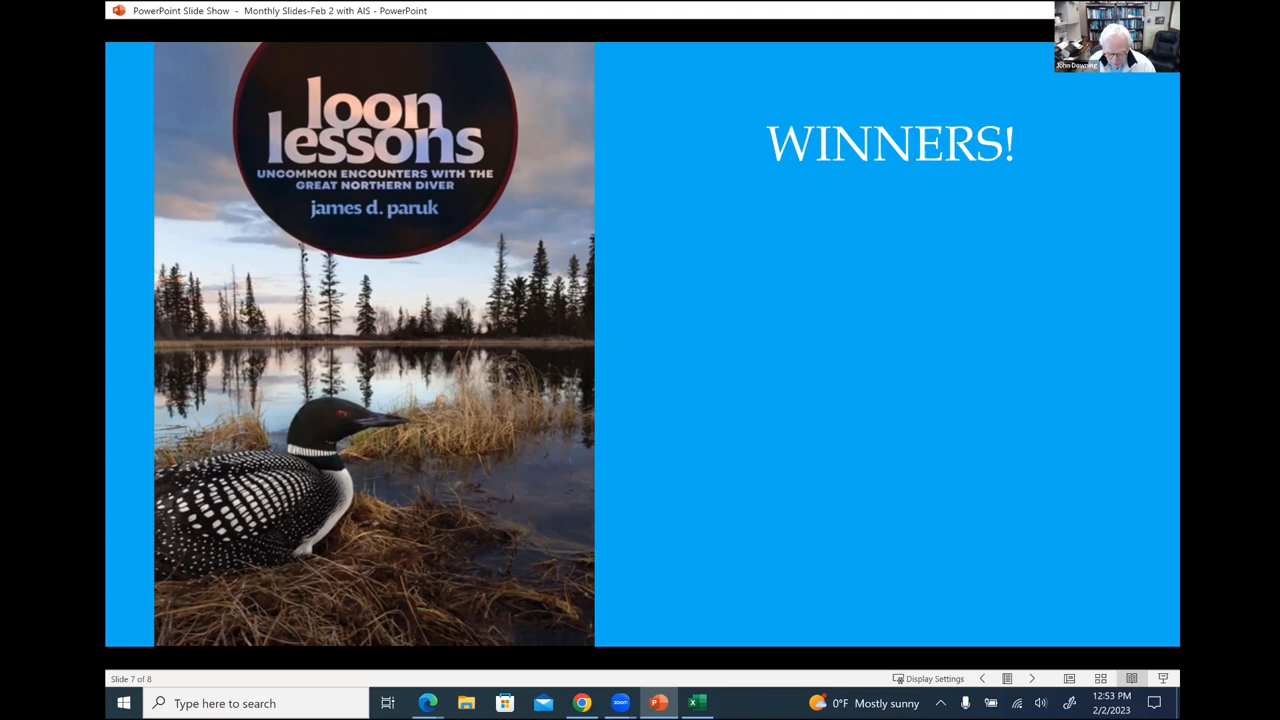 PowerPoint Slide Show - Monthly Slides-Feb 2 with AIS - PowerPoint
John Downing
loon
lessons
UNCOMMON ENCOUNTERS WITH THE
GREAT NORTHERN DIVER
james d. paruk
WINNERS!
Slide 7 of 8
Display Settings
Type here to search
zoom
0°F Mostly sunny
12:53 PM
2/2/2023